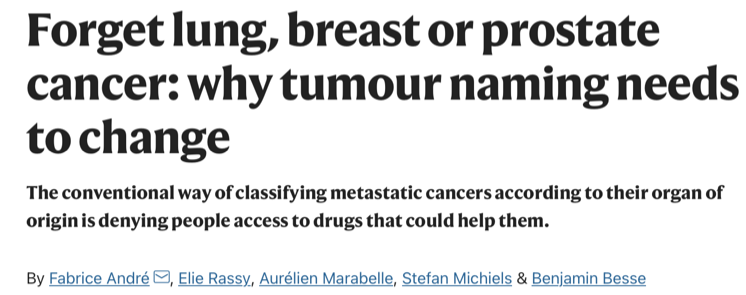 Forget lung, breast or prostate
cancer: why tumour naming needs
to change
The conventional way of classifying metastatic cancers according to their organ of
origin is denying people access to drugs that could help them.
By Fabrice André, Elie Rassy, Aurélien Marabelle, Stefan Michiels & Benjamin Besse